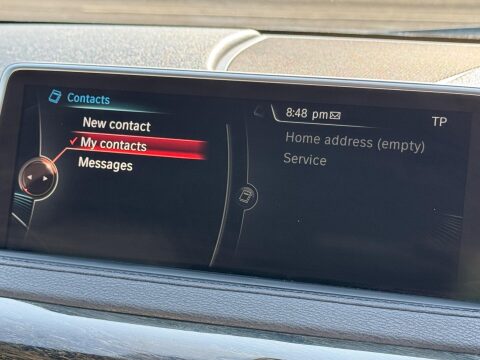 Contacts
New contact
My contacts
Messages
8:48 pm
TP
Home address (empty)
Service